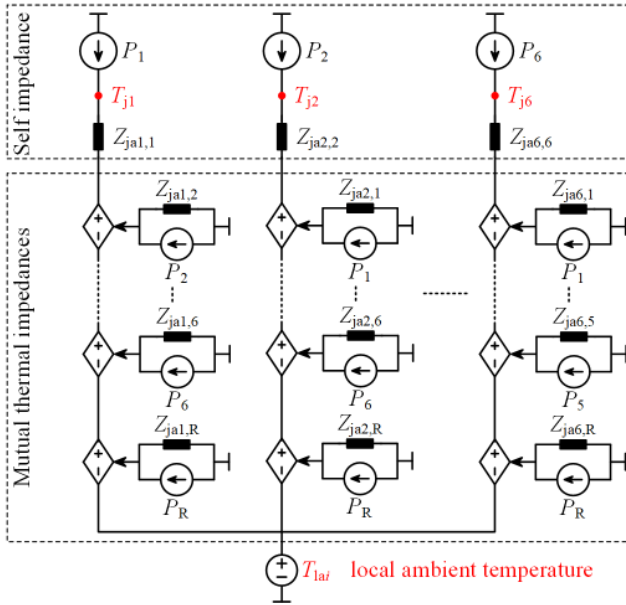 Self impedance
P1
P2
P6
Tj1
Tj2
Tj6
Zja1,1
Zja2,2
Zja6,6
Mutual thermal impedances
Zja1,2
Zja2,1
Zja6,1
P2
P1
P1
Zja1,6
Zja2,6
Zja6,5
P6
P6
P5
Zja1,R
Zja2,R
Zja6,R
PR
PR
PR
Tlai local ambient temperature